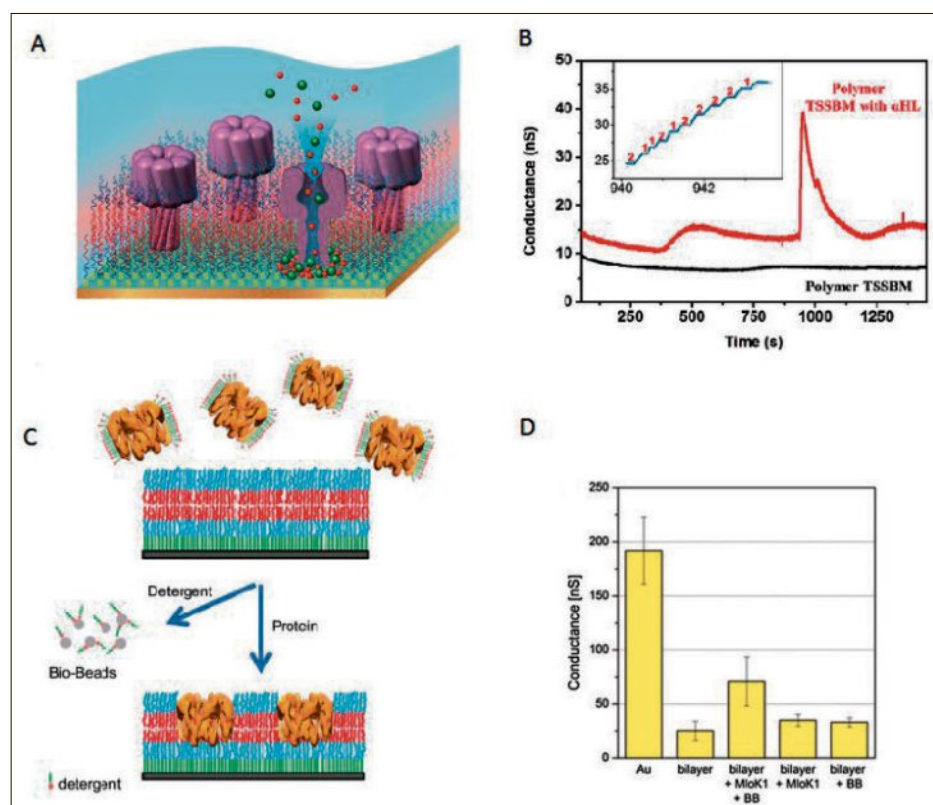 A
B
50
40
30
20
10
0
Conductance (nS)
250
500
750
1000
1250
Time (s)
Polymer
TSSBM with αHL
Polymer TSSBM
35
30
25
940
942
2
1
1
2
1
2
2
2
2
1
C
Detergent
Protein
Bio-Beads
detergent
D
250
200
150
100
50
0
Conductance [nS]
Au
bilayer
bilayer
+ MloK1
+ BB
bilayer
+ MloK1
bilayer
+ BB